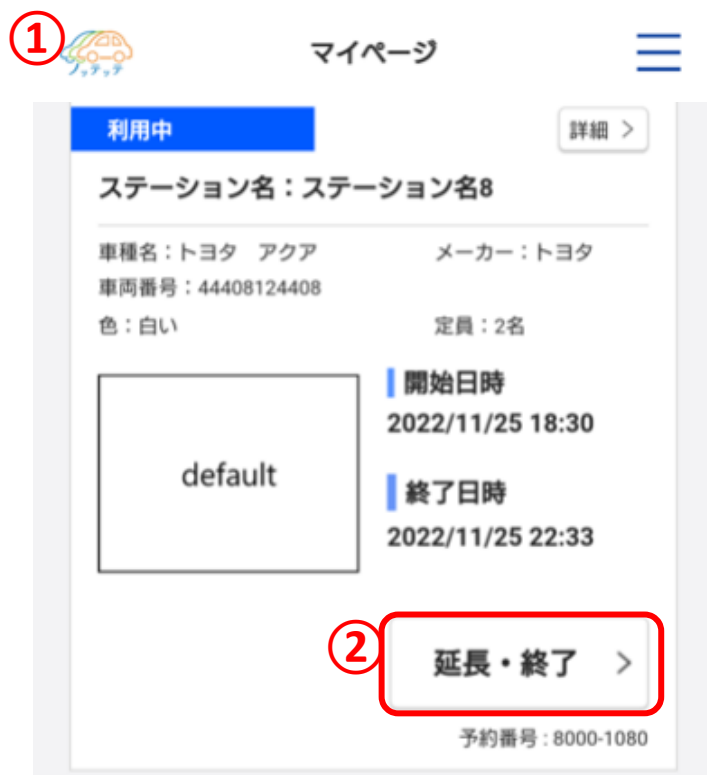 ①
ノッテッテ
マイページ
利用中
詳細 >
ステーション名：ステーション名8
車種名：トヨタ　アクア
メーカー：トヨタ
車両番号：44408124408
色：白い
定員：2名
default
開始日時
2022/11/25 18:30
終了日時
2022/11/25 22:33
②
延長・終了 >
予約番号 : 8000-1080